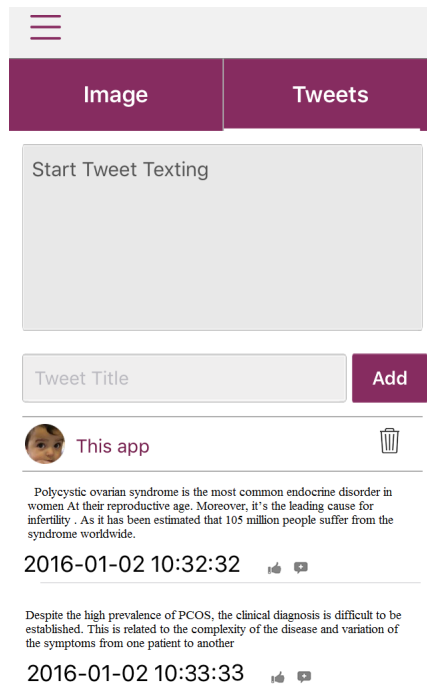 Image Tweets
Start Tweet Texting
Tweet Title Add
This app
Polycystic ovarian syndrome is the most common endocrine disorder in
women At their reproductive age. Moreover, it’s the leading cause for
infertility . As it has been estimated that 105 million people suffer from the
syndrome worldwide.
2016-01-02 10:32:32
Despite the high prevalence of PCOS, the clinical diagnosis is difficult to be
established. This is related to the complexity of the disease and variation of
the symptoms from one patient to another
2016-01-02 10:33:33